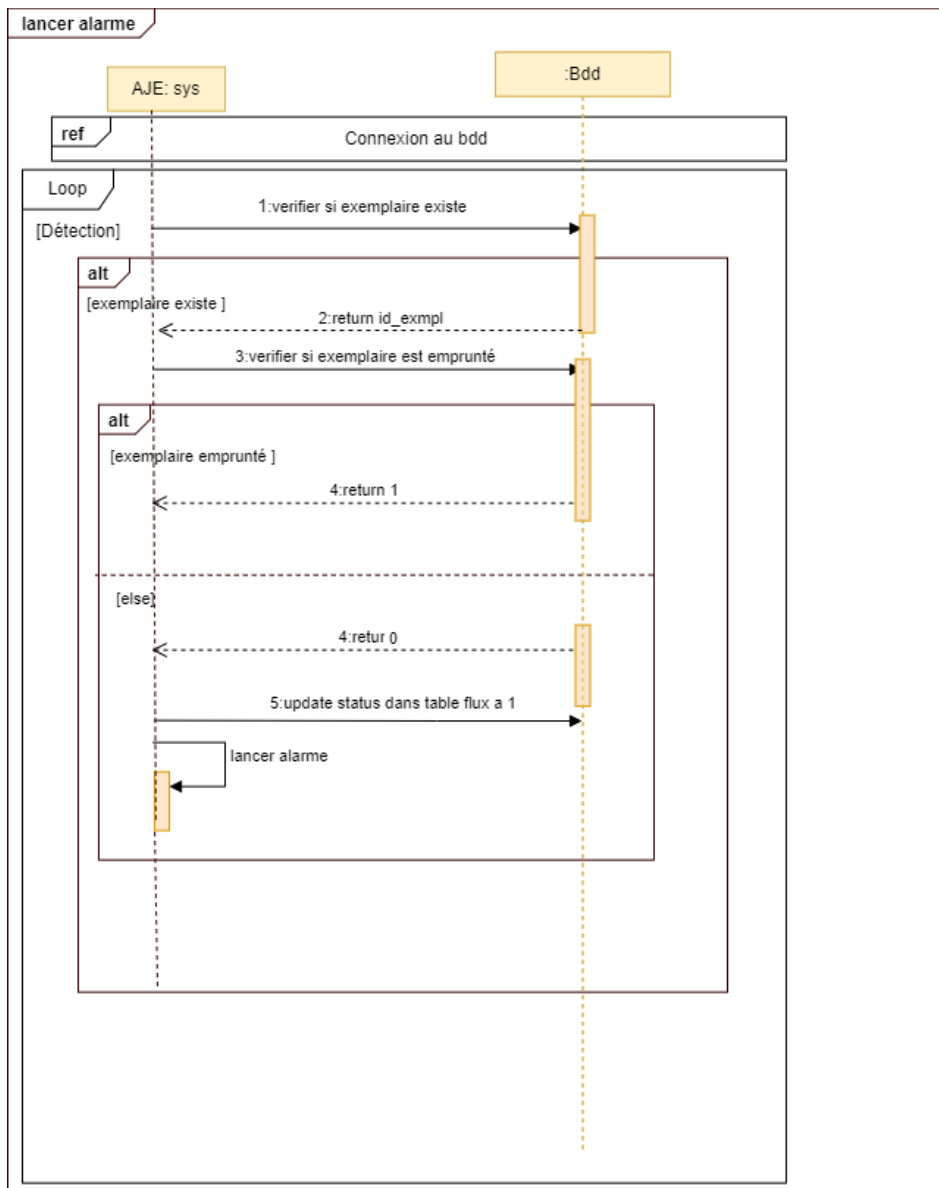 lancer alarme
AJE: sys
:Bdd
ref
Connexion au bdd
Loop
1:verifier si exemplaire existe
[Détection]
alt
[exemplaire existe ]
2:return id_exmpl
3:verifier si exemplaire est emprunté
alt
[exemplaire emprunté ]
4:return 1
[else]
4:retur 0
5:update status dans table flux a 1
lancer alarme